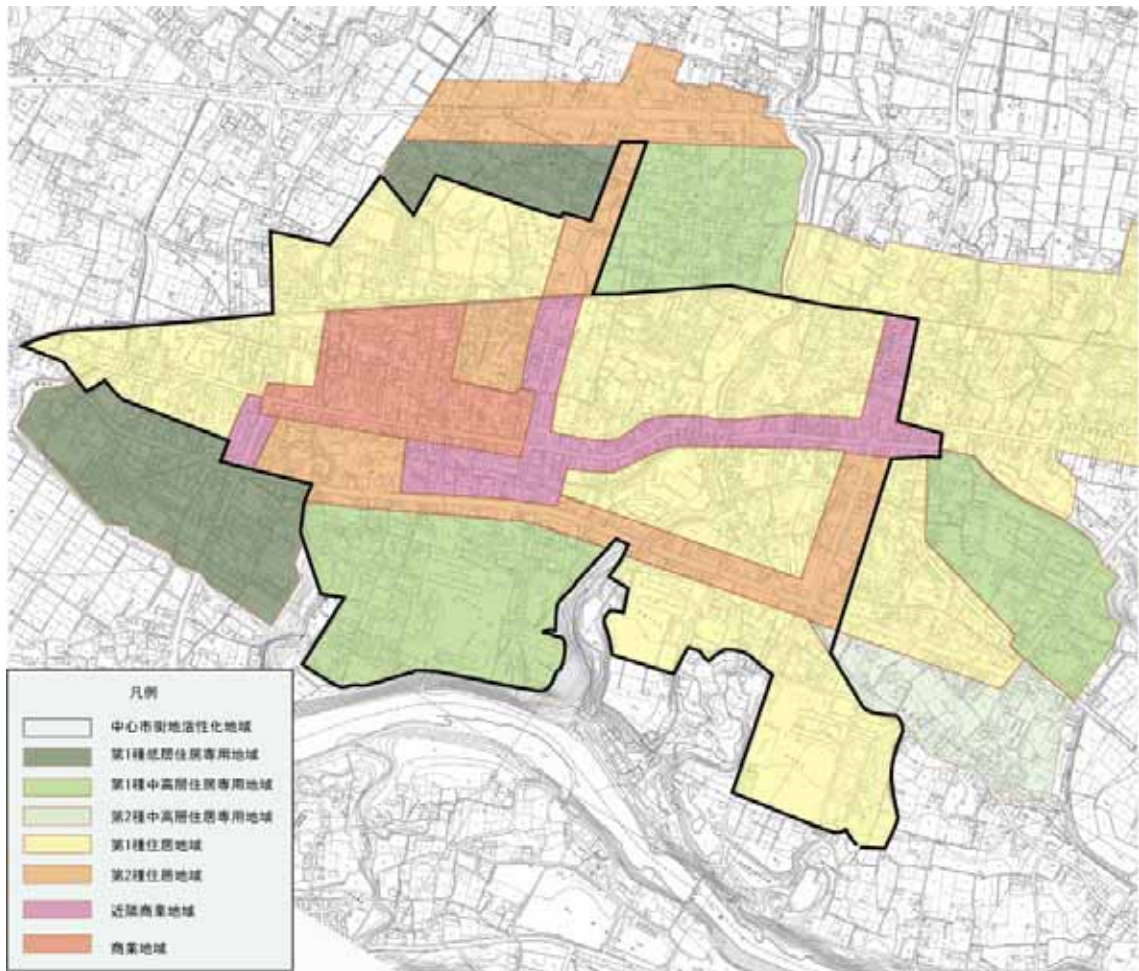 凡例
中心市街地活性化地域
第1種低層住居専用地域
第1種中高層住居専用地域
第2種中高層住居専用地域
第1種住居地域
第2種住居地域
近隣商業地域
商業地域